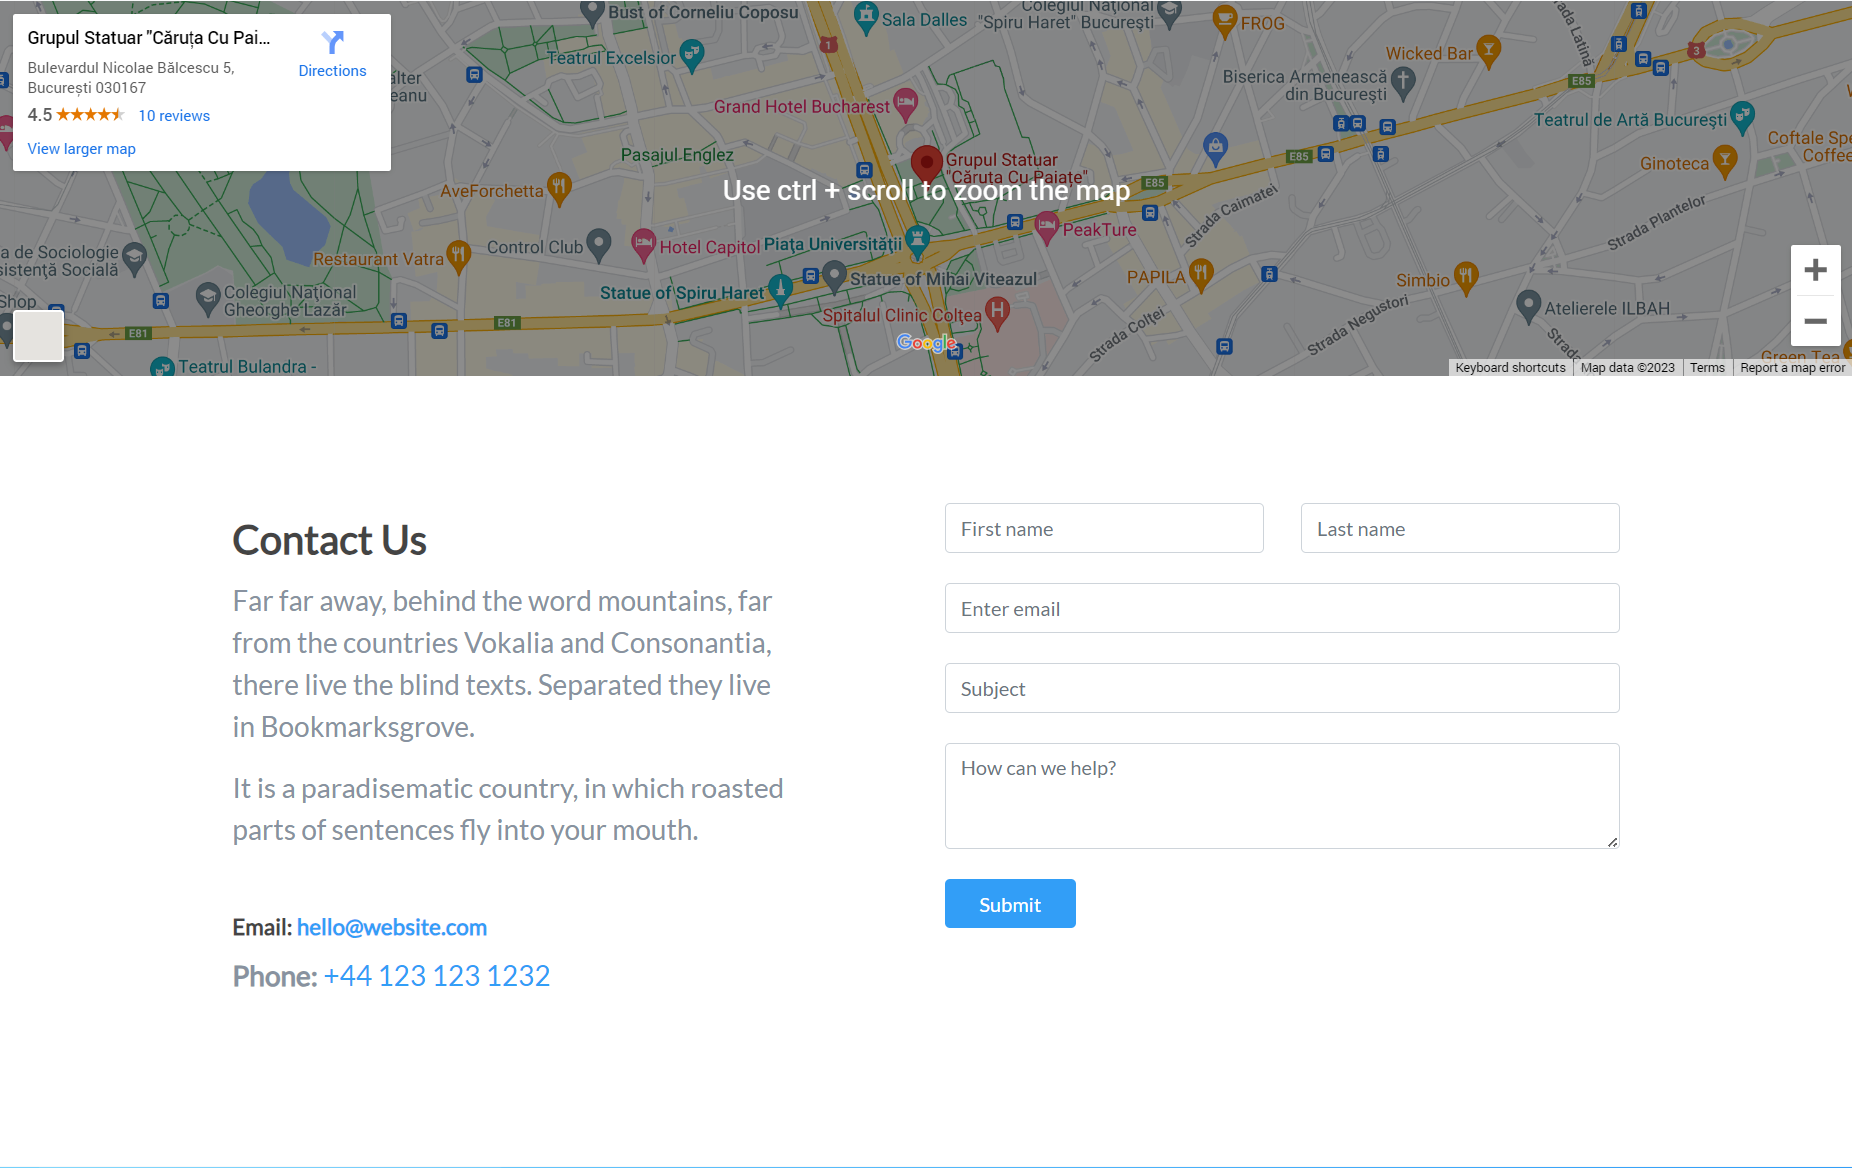 Grupul Statuar "Căruța Cu Pai...
Directions
Bulevardul Nicolae Bălcescu 5,
București 030167
4.5
10 reviews
View larger map
Bust of Corneliu Coposu
Sala Dalles
Colegiul Național
"Spiru Haret" București
FROG
Strada Latină
Wicked Bar
Teatrul Excelsior
1
3
E85
Biserica Armenească
din București
Grand Hotel Bucharest
Teatrul de Artă București
Coftale Spe
Coffee
Pasajul Englez
Grupul Statuar
"Căruța Cu Paiațe"
E85
Ginoteca
AveForchetta
Use ctrl + scroll to zoom the map
E85
Strada Caimatei
Strada Plantelor
PeakTure
a de Sociologie
sistență Socială
Restaurant Vatra
Control Club
Hotel Capitol
Piața Universității
Statue of Mihai Viteazul
PAPILA
Simbio
Shop
Colegiul Național
Gheorghe Lazăr
Statue of Spiru Haret
Spitalul Clinic Colțea
H
Strada Colței
Strada Negustori
Atelierele ILBAH
Strada
E81
E81
Google
Green Tea
Teatrul Bulandra -
Keyboard shortcuts
Map data ©2023
Terms
Report a map error
Contact Us
Far far away, behind the word mountains, far
from the countries Vokalia and Consonantia,
there live the blind texts. Separated they live
in Bookmarksgrove.
It is a paradisematic country, in which roasted
parts of sentences fly into your mouth.
Email: hello@website.com
Phone: +44 123 123 1232
First name
Last name
Enter email
Subject
How can we help?
Submit